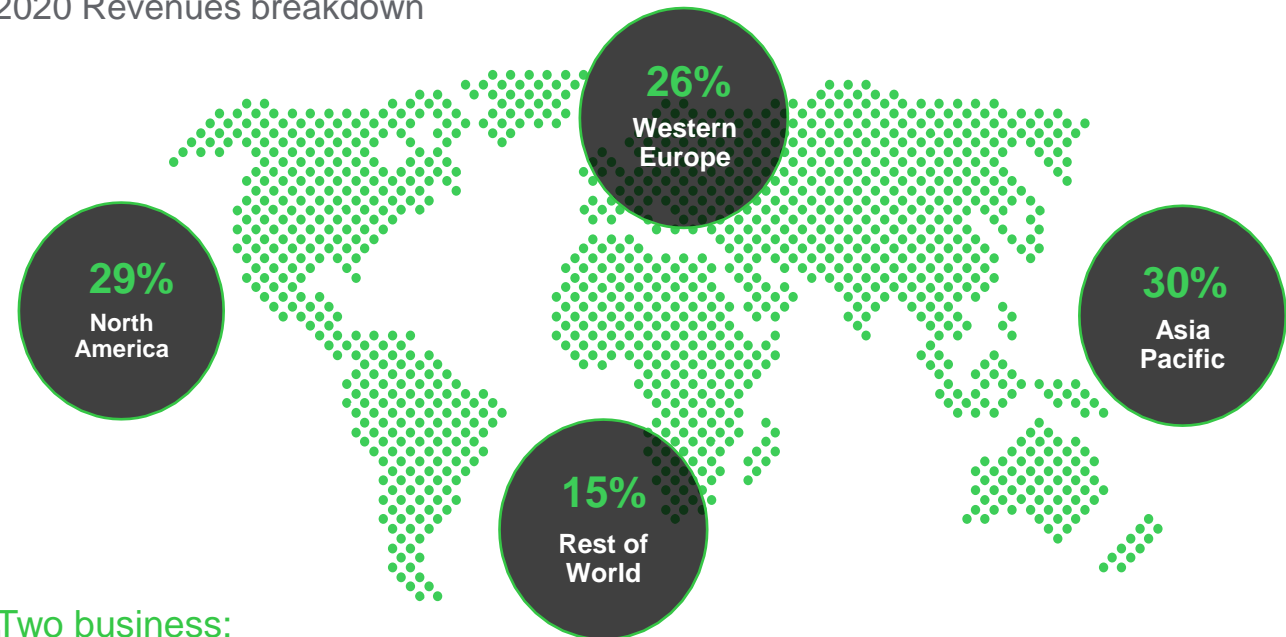 2020 Revenues breakdown
26%
Western
Europe
29%
North
America
30%
Asia
Pacific
15%
Rest of
World
Two business: